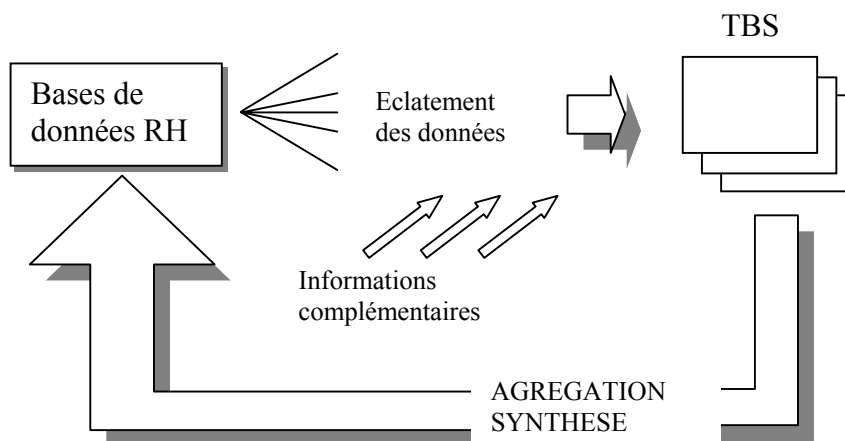 TBS
Bases de
données RH
Eclatement
des données
Informations
complémentaires
AGREGATION
SYNTHESE